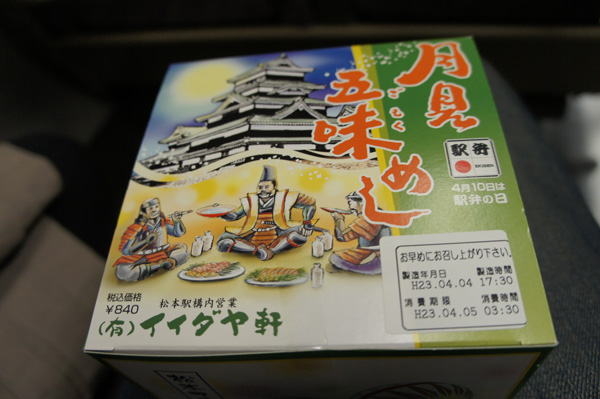 月見
五味めし
ごもく
駅弁
EKIBEN
4月10日は
駅弁の日
お早めにお召し上がり下さい。
製造年月日 製造時間
H23.04.04 17:30
消費期限 消費時間
H23.04.05 03:30
税込価格
¥840
松本駅構内営業
(有)イイダヤ軒